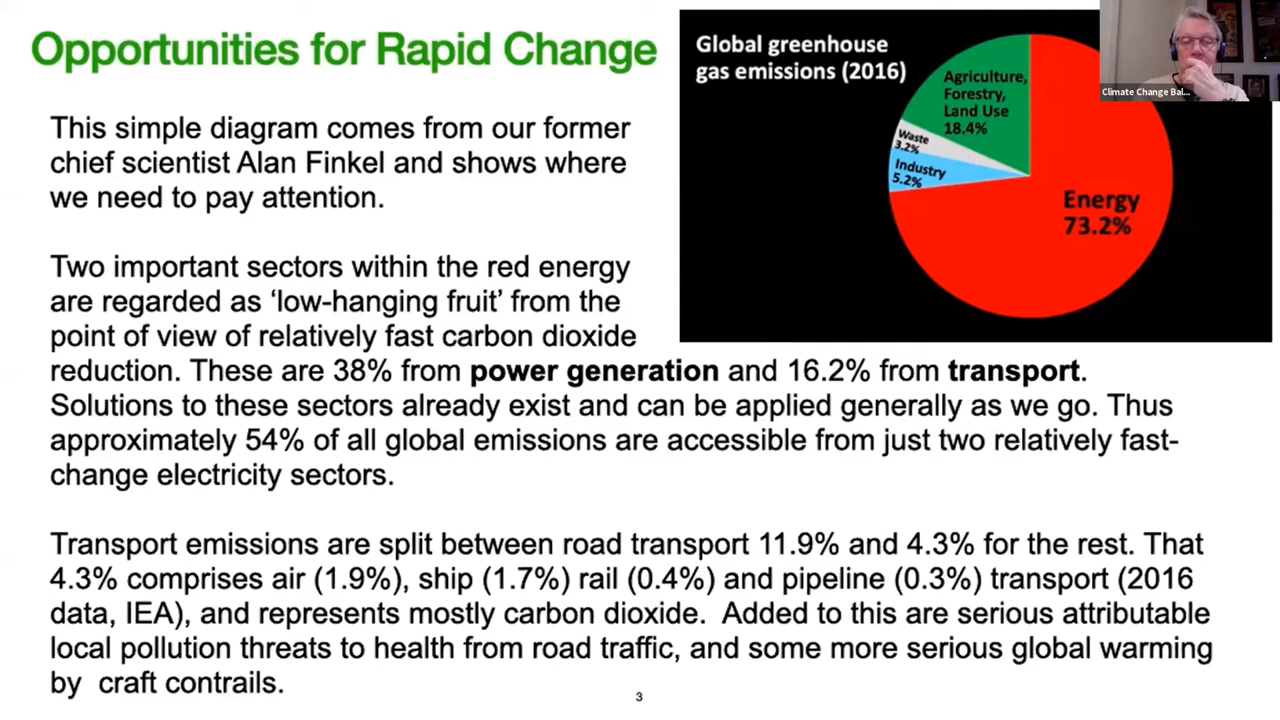 Opportunities for Rapid Change
This simple diagram comes from our former
chief scientist Alan Finkel and shows where
we need to pay attention.
Two important sectors within the red energy
are regarded as ‘low-hanging fruit’ from the
point of view of relatively fast carbon dioxide
reduction. These are 38% from power generation and 16.2% from transport.
Solutions to these sectors already exist and can be applied generally as we go. Thus
approximately 54% of all global emissions are accessible from just two relatively fast-
change electricity sectors.
Transport emissions are split between road transport 11.9% and 4.3% for the rest. That
4.3% comprises air (1.9%), ship (1.7%) rail (0.4%) and pipeline (0.3%) transport (2016
data, IEA), and represents mostly carbon dioxide.  Added to this are serious attributable
local pollution threats to health from road traffic, and some more serious global warming
by  craft contrails.
Global greenhouse
gas emissions (2016)
Agriculture,
Forestry,
Land Use
18.4%
Waste
3.2%
Industry
5.2%
Energy
73.2%
Climate Change Bal...
3